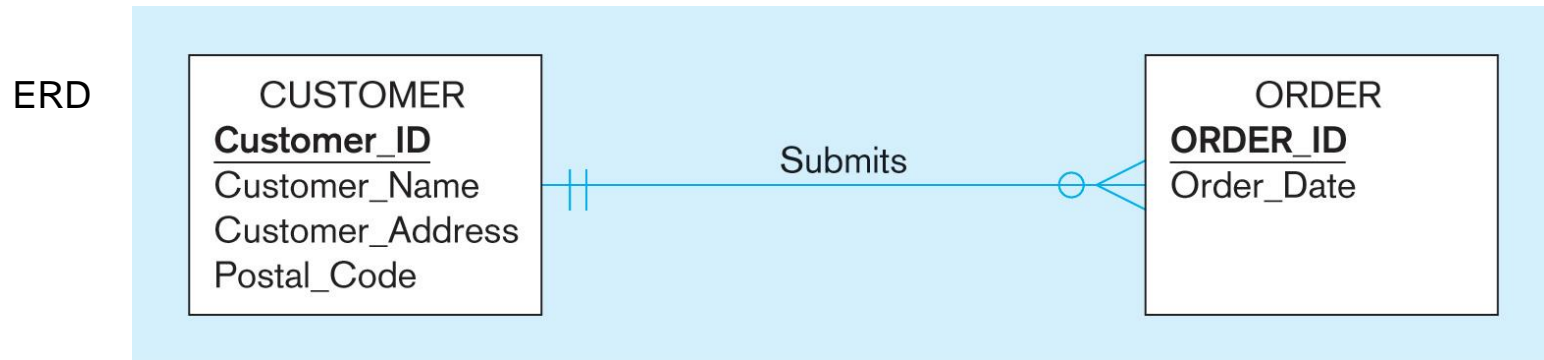 ERD
CUSTOMER
Customer_ID
Customer_Name
Customer_Address
Postal_Code
Submits
ORDER
ORDER_ID
Order_Date